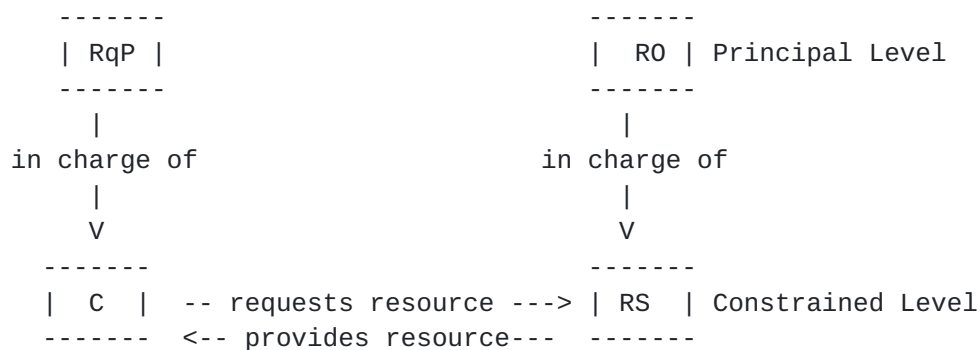 -------                            -------
   | RqP |                            |  RO | Principal Level
   -------                            -------
     |                                  |
in charge of                       in charge of
     |                                  |
     V                                  V
  -------                             -------
  |  C  |  -- requests resource ---> | RS  | Constrained Level
  -------  <-- provides resource---  -------